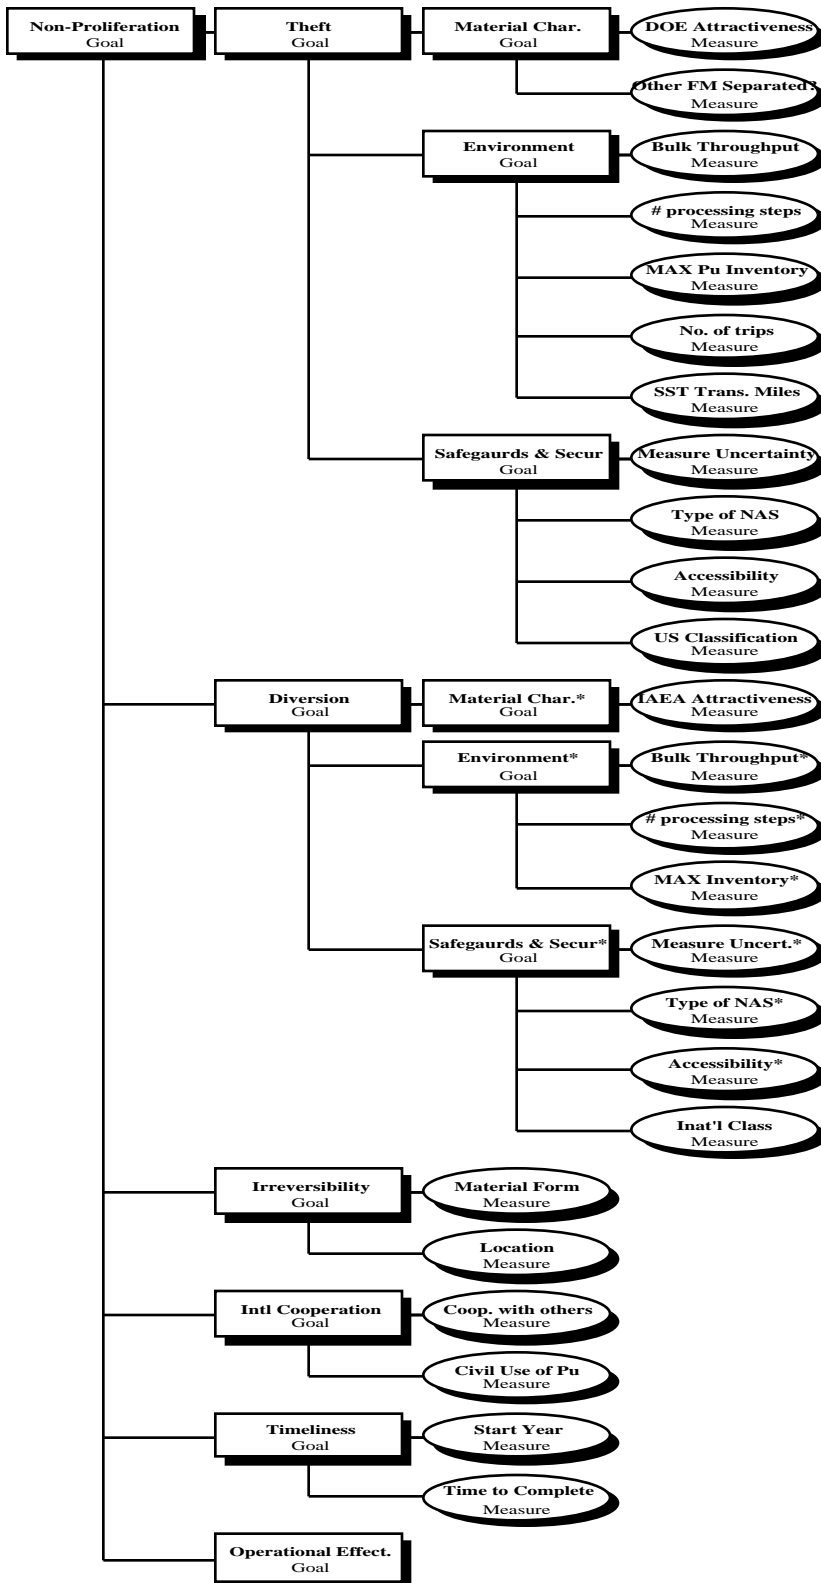 Non-Proliferation
Goal
Theft
Goal
Material Char.
Goal
DOE Attractiveness
Measure
Other FM Separated?
Measure
Environment
Goal
Bulk Throughput
Measure
# processing steps
Measure
MAX Pu Inventory
Measure
No. of trips
Measure
SST Trans. Miles
Measure
Safegaurds & Secur
Goal
Measure Uncertainty
Measure
Type of NAS
Measure
Accessibility
Measure
US Classification
Measure
Diversion
Goal
Material Char.*
Goal
IAEA Attractiveness
Measure
Environment*
Goal
Bulk Throughput*
Measure
# processing steps*
Measure
MAX Inventory*
Measure
Safegaurds & Secur*
Goal
Measure Uncert.*
Measure
Type of NAS*
Measure
Accessibility*
Measure
Inat'l Class
Measure
Irreversibility
Goal
Material Form
Measure
Location
Measure
Intl Cooperation
Goal
Coop. with others
Measure
Civil Use of Pu
Measure
Timeliness
Goal
Start Year
Measure
Time to Complete
Measure
Operational Effect.
Goal